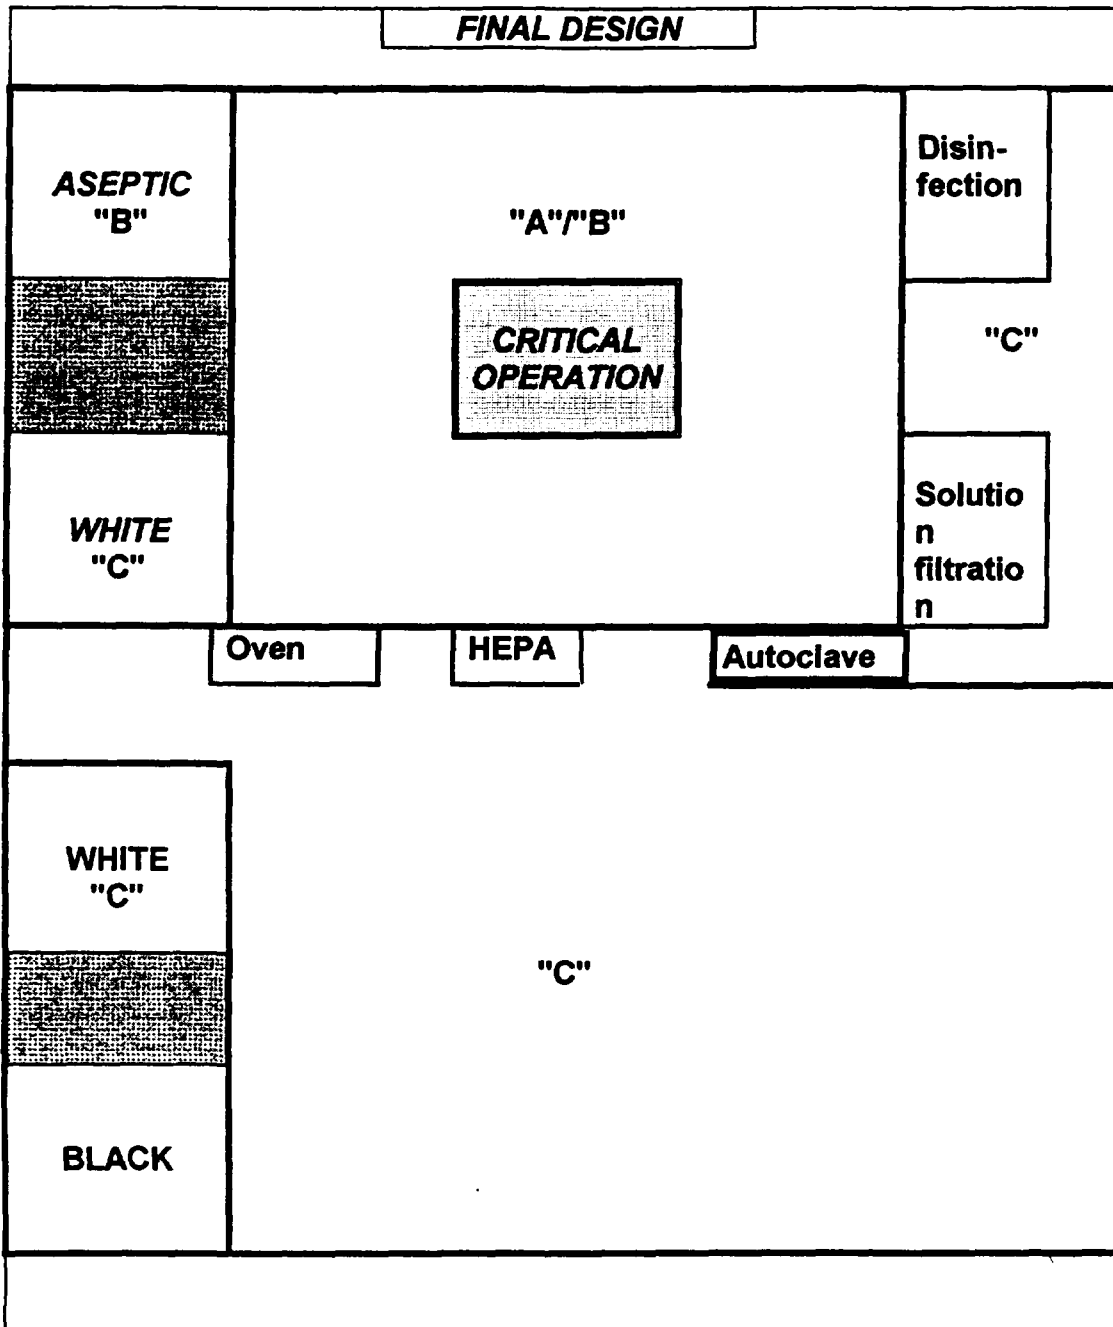 FINAL DESIGN
ASEPTIC
"B"
"A"/"B"
Disin-
fection
CRITICAL
OPERATION
"C"
WHITE
"C"
Solutio
n
filtratio
n
Oven
HEPA
Autoclave
WHITE
"C"
"C"
BLACK